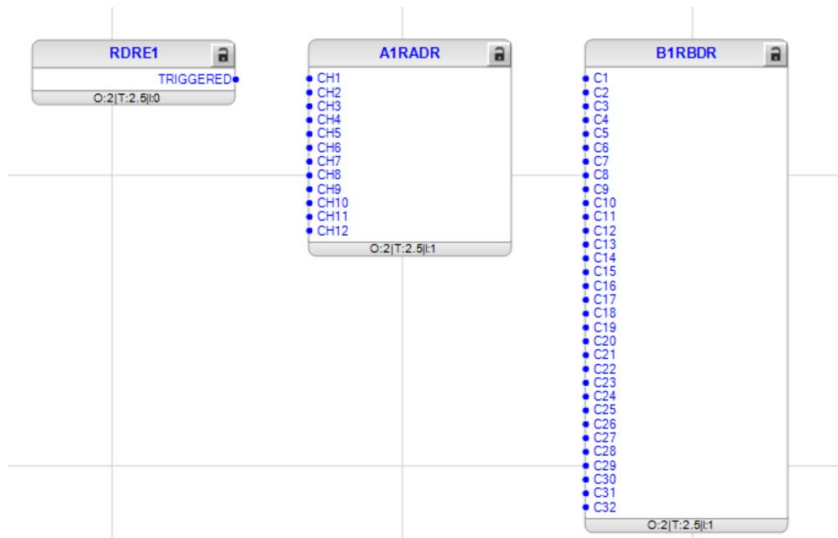 RDRE1
TRIGGERED
O:2|T:2.5|I:0
A1RADR
CH1
CH2
CH3
CH4
CH5
CH6
CH7
CH8
CH9
CH10
CH11
CH12
O:2|T:2.5|I:1
B1RBDR
C1
C2
C3
C4
C5
C6
C7
C8
C9
C10
C11
C12
C13
C14
C15
C16
C17
C18
C19
C20
C21
C22
C23
C24
C25
C26
C27
C28
C29
C30
C31
C32
O:2|T:2.5|I:1